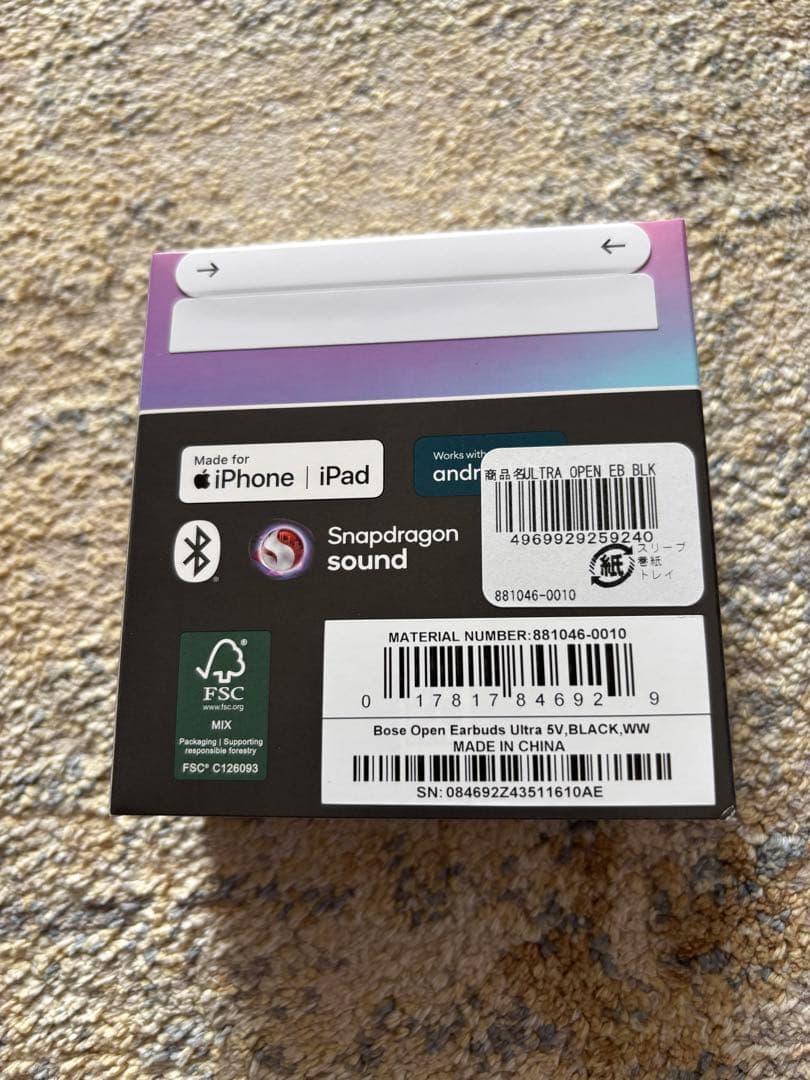 Made for
iPhone | iPad
Works with
andr
商品名ULTRA OPEN EB BLK
4969929259240
紙
スリーブ
巻紙
トレイ
881046-0010
Snapdragon
sound
FSC
www.fsc.org
MIX
Packaging | Supporting
responsible forestry
FSC® C126093
MATERIAL NUMBER:881046-0010
0 17817 84692 9
Bose Open Earbuds Ultra 5V,BLACK,WW
MADE IN CHINA
SN: 084692Z43511610AE